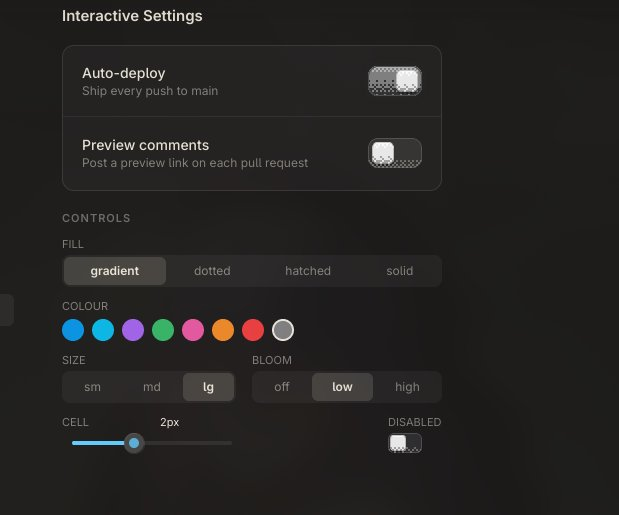 Interactive Settings
Auto-deploy
Ship every push to main
Preview comments
Post a preview link on each pull request
CONTROLS
FILL
gradient dotted hatched solid
COLOUR
SIZE BLOOM
sm md lg off low high
CELL 2px DISABLED